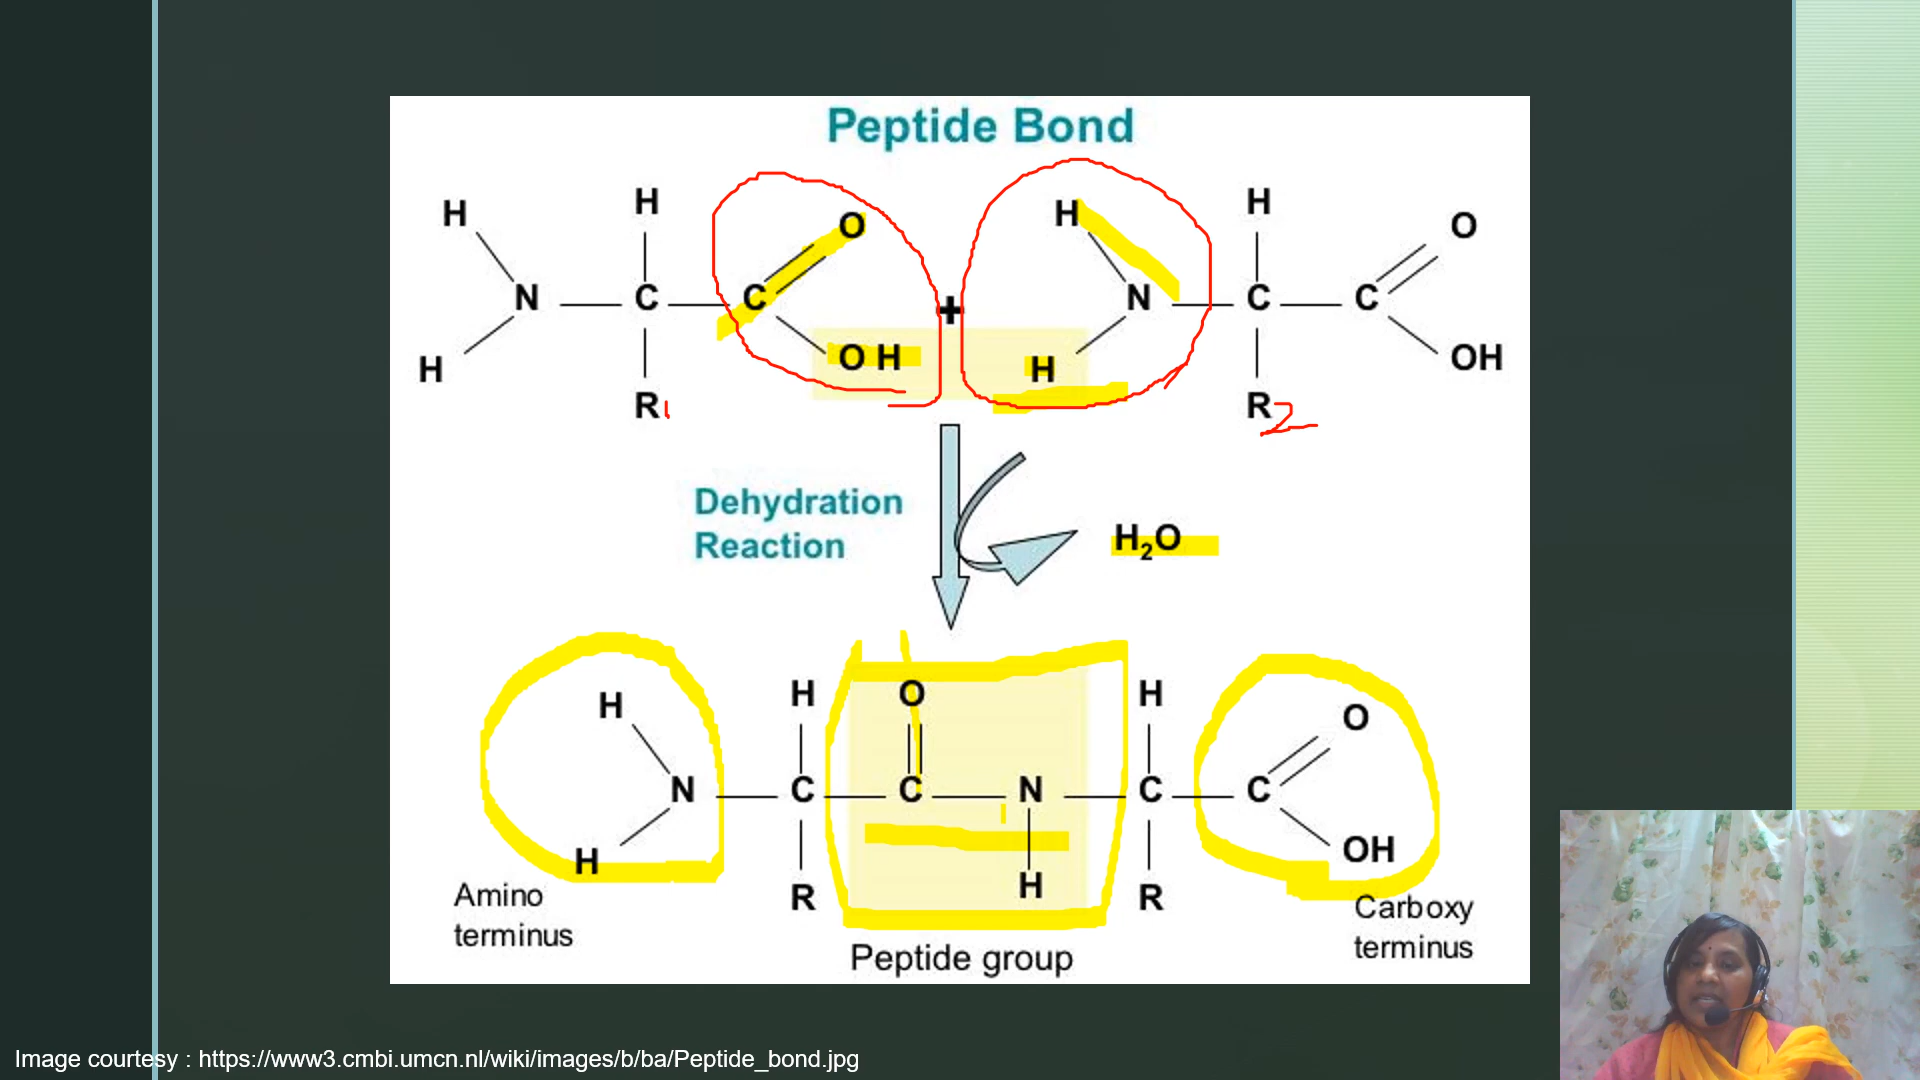 Peptide Bond
H H O H H O
N C C + N C C
H OH H OH
R1 R2
Dehydration
Reaction
H₂O
H H O H O
N C C N C C
H R H R OH
Amino
terminus
Peptide group
Carboxy
terminus
Image courtesy : https://www3.cmbi.umcn.nl/wiki/images/b/ba/Peptide_bond.jpg